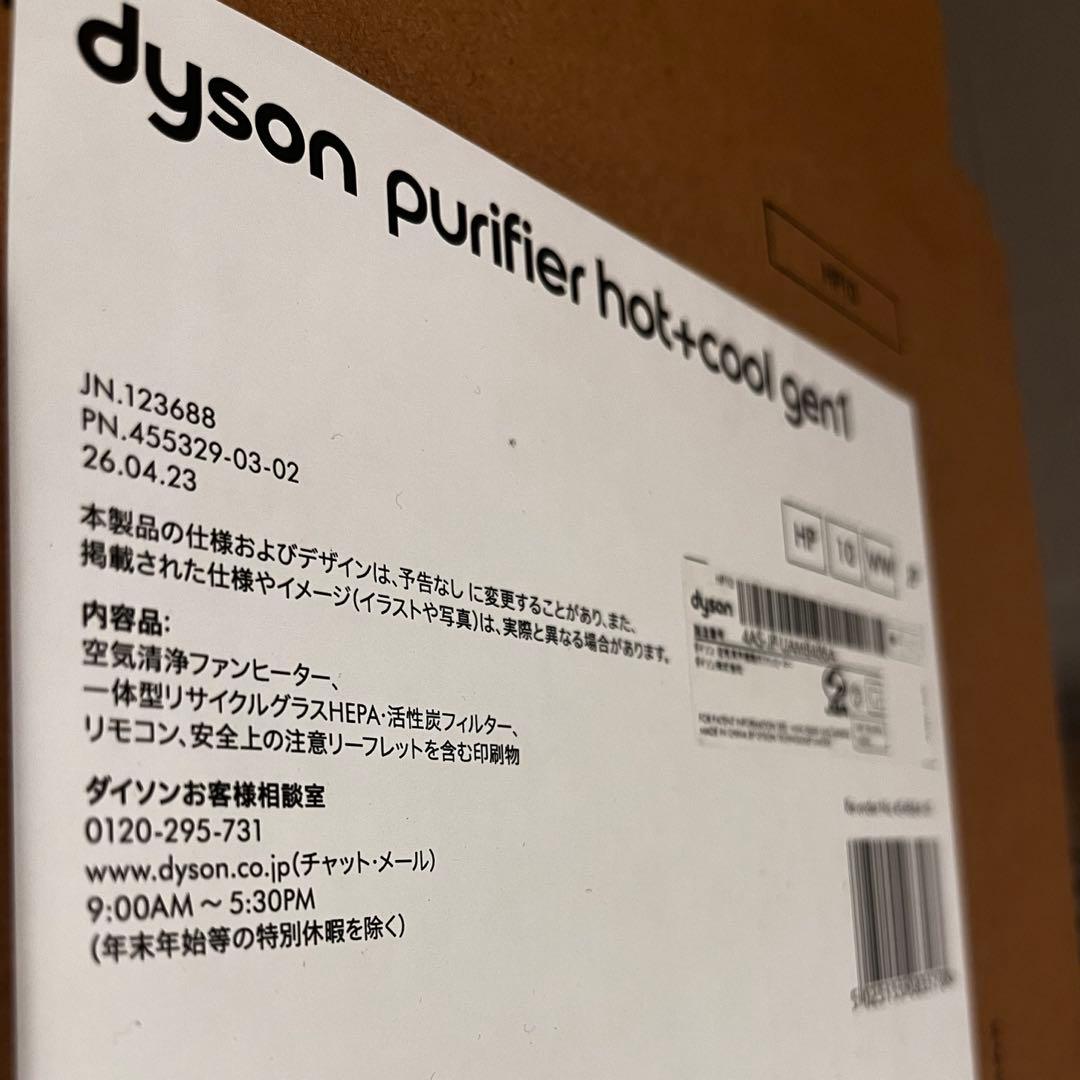 dyson purifier hot+cool gen1
HP10
JN.123688
PN.455329-03-02
26.04.23
本製品の仕様およびデザインは、予告なしに変更することがあり、また、
掲載された仕様やイメージ(イラストや写真)は、実際と異なる場合があります。
内容品:
空気清浄ファンヒーター、
一体型リサイクルグラスHEPA・活性炭フィルター、
リモコン、安全上の注意リーフレットを含む印刷物
ダイソンお客様相談室
0120-295-731
www.dyson.co.jp(チャット・メール)
9:00AM ~ 5:30PM
(年末年始等の特別休暇を除く)
HP 10 WW JP
HP10
dyson
製造番号